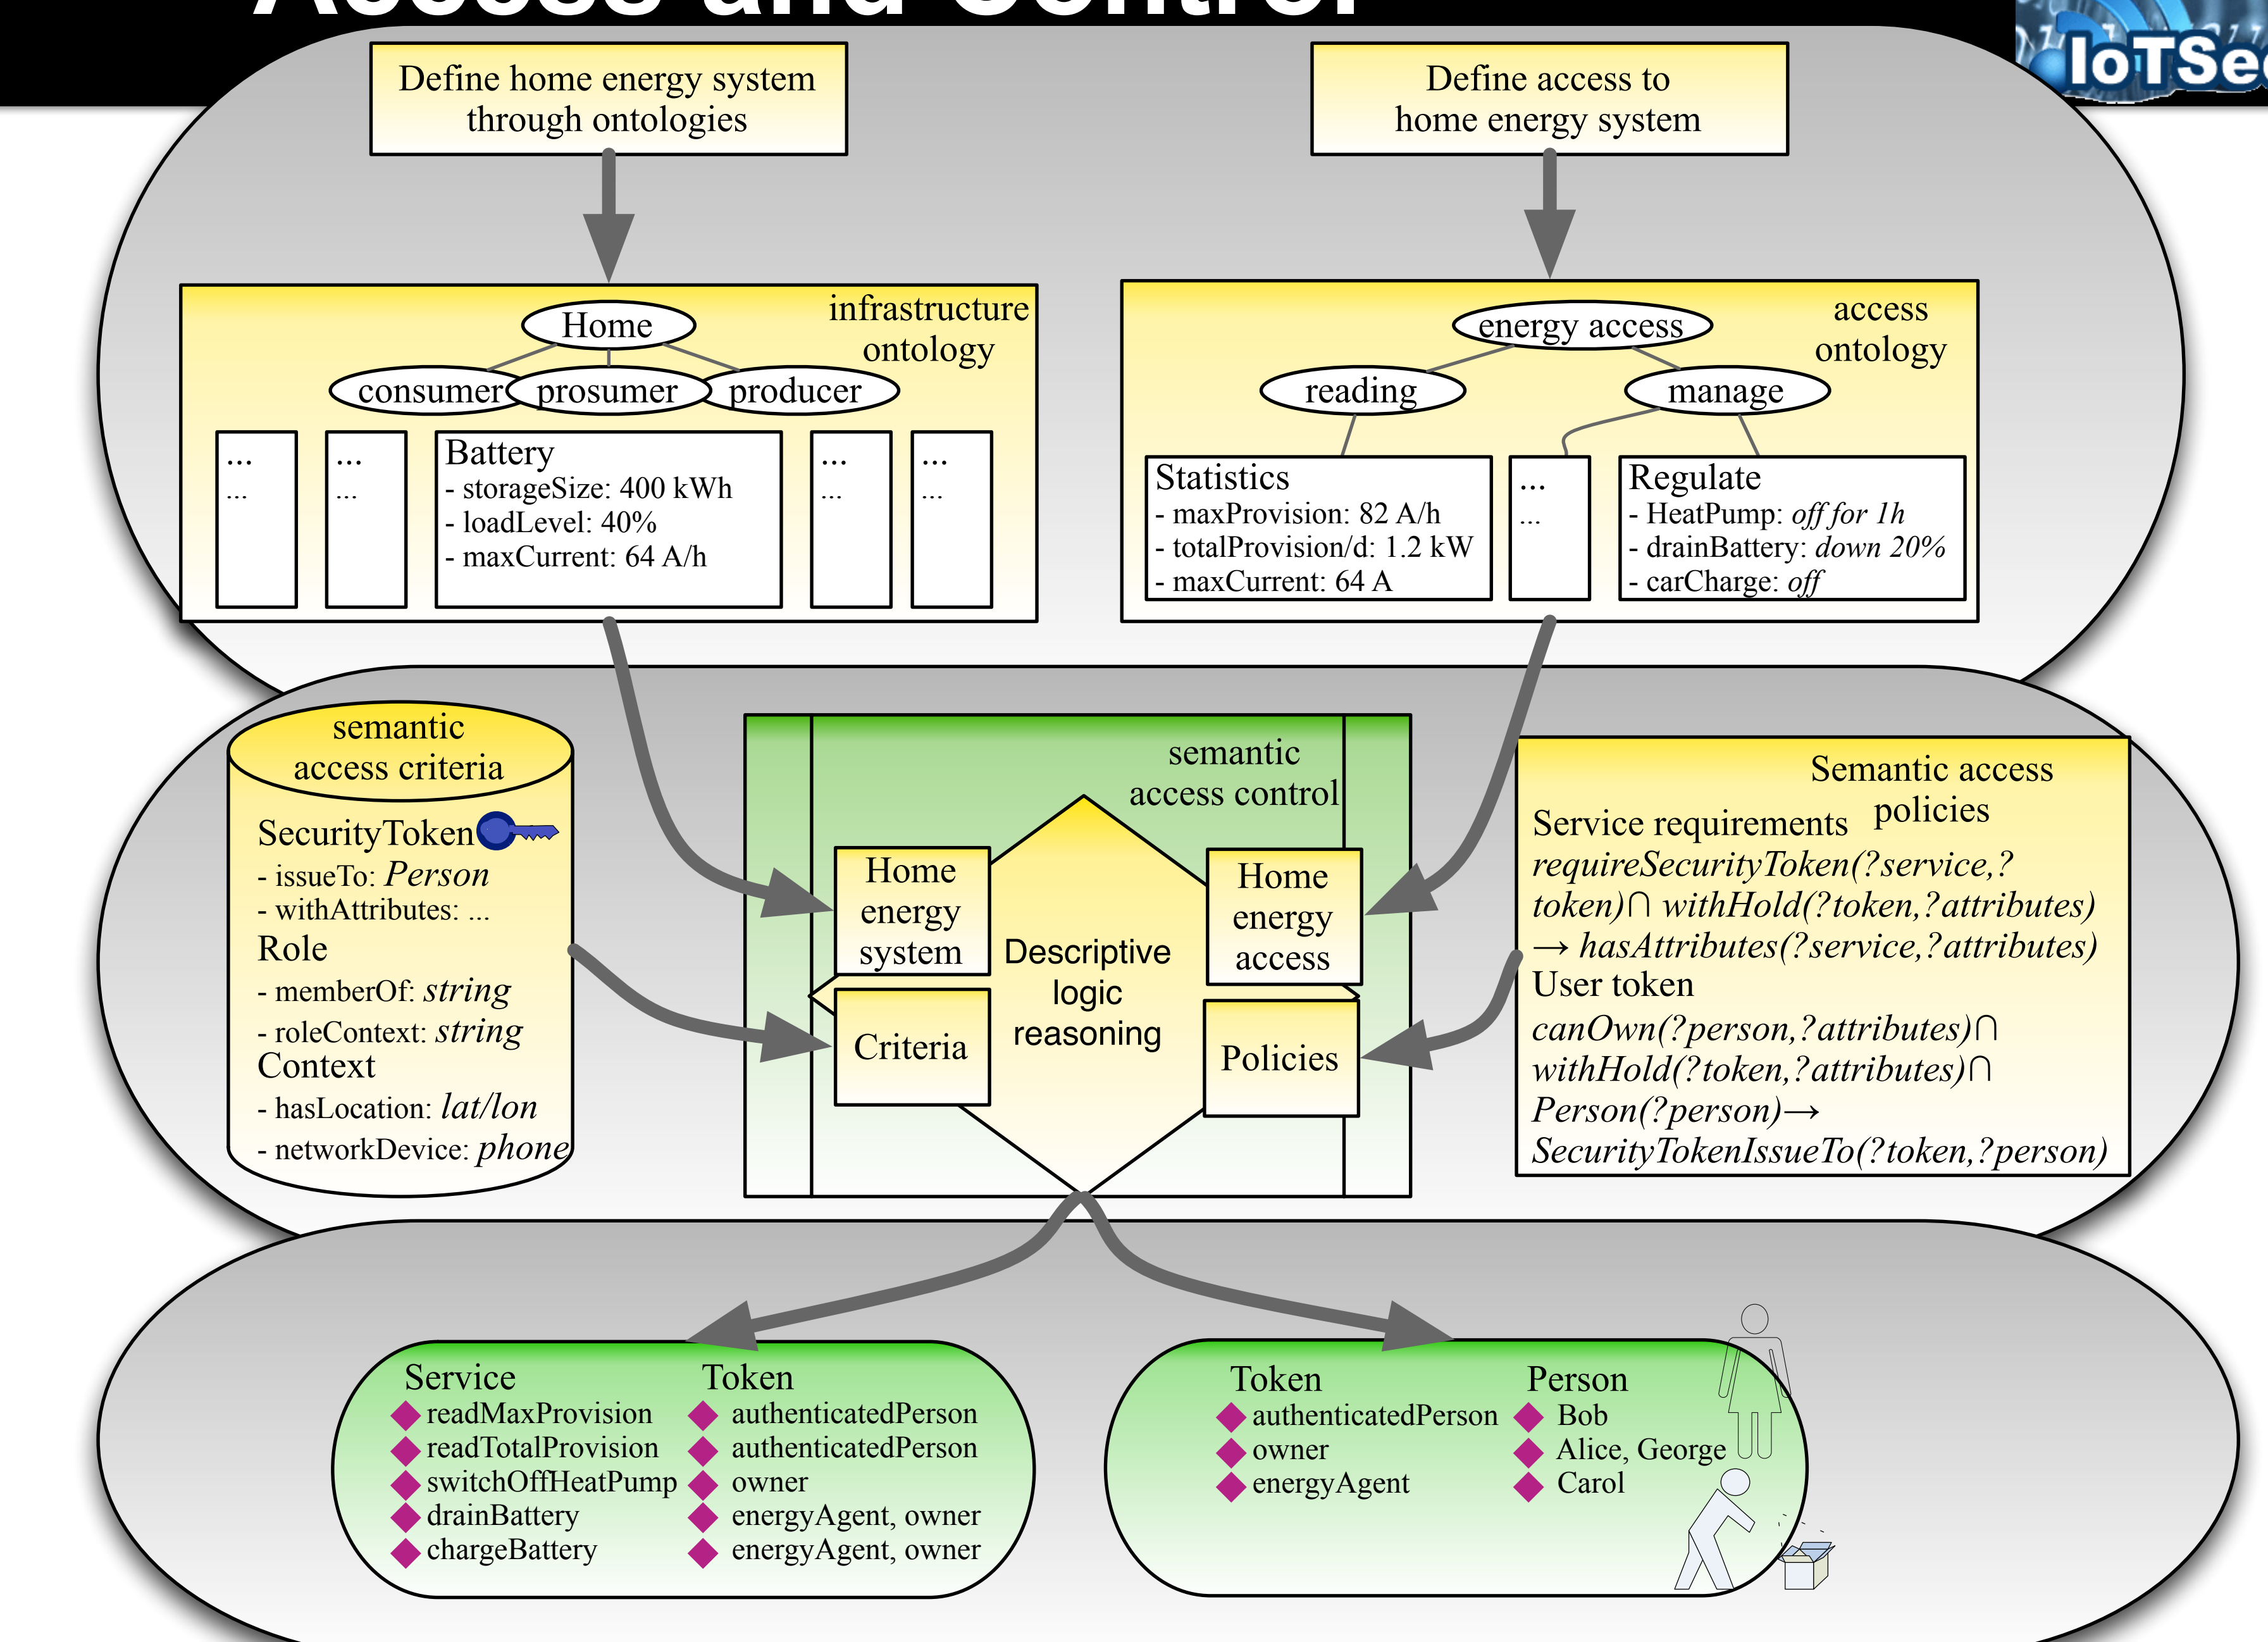 Access and Control
IoTSec
Define home energy system
through ontologies
Define access to
home energy system
infrastructure
ontology
Home
consumer prosumer producer
...
...
...
...
Battery
- storageSize: 400 kWh
- loadLevel: 40%
- maxCurrent: 64 A/h
...
...
...
...
access
ontology
energy access
reading manage
Statistics
- maxProvision: 82 A/h
- totalProvision/d: 1.2 kW
- maxCurrent: 64 A
...
...
Regulate
- HeatPump: off for 1h
- drainBattery: down 20%
- carCharge: off
semantic
access criteria
SecurityToken
- issueTo: Person
- withAttributes: ...
Role
- memberOf: string
- roleContext: string
Context
- hasLocation: lat/lon
- networkDevice: phone
semantic
access control
Home
energy
system
Home
energy
access
Descriptive
logic
reasoning
Criteria
Policies
Semantic access
policies
Service requirements
requireSecurityToken(?service,?
token)∩ withHold(?token,?attributes)
→ hasAttributes(?service,?attributes)
User token
canOwn(?person,?attributes)∩
withHold(?token,?attributes)∩
Person(?person)→
SecurityTokenIssueTo(?token,?person)
Service Token
readMaxProvision authenticatedPerson
readTotalProvision authenticatedPerson
switchOffHeatPump owner
drainBattery energyAgent, owner
chargeBattery energyAgent, owner
Token Person
authenticatedPerson Bob
owner Alice, George
energyAgent Carol